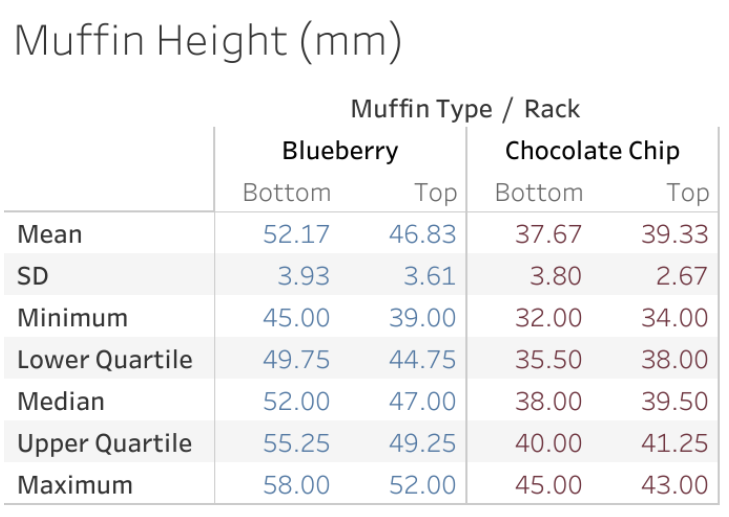 Muffin Height (mm)
Muffin Type / Rack
Blueberry Chocolate Chip
Bottom Top Bottom Top
Mean 52.17 46.83 37.67 39.33
SD 3.93 3.61 3.80 2.67
Minimum 45.00 39.00 32.00 34.00
Lower Quartile 49.75 44.75 35.50 38.00
Median 52.00 47.00 38.00 39.50
Upper Quartile 55.25 49.25 40.00 41.25
Maximum 58.00 52.00 45.00 43.00